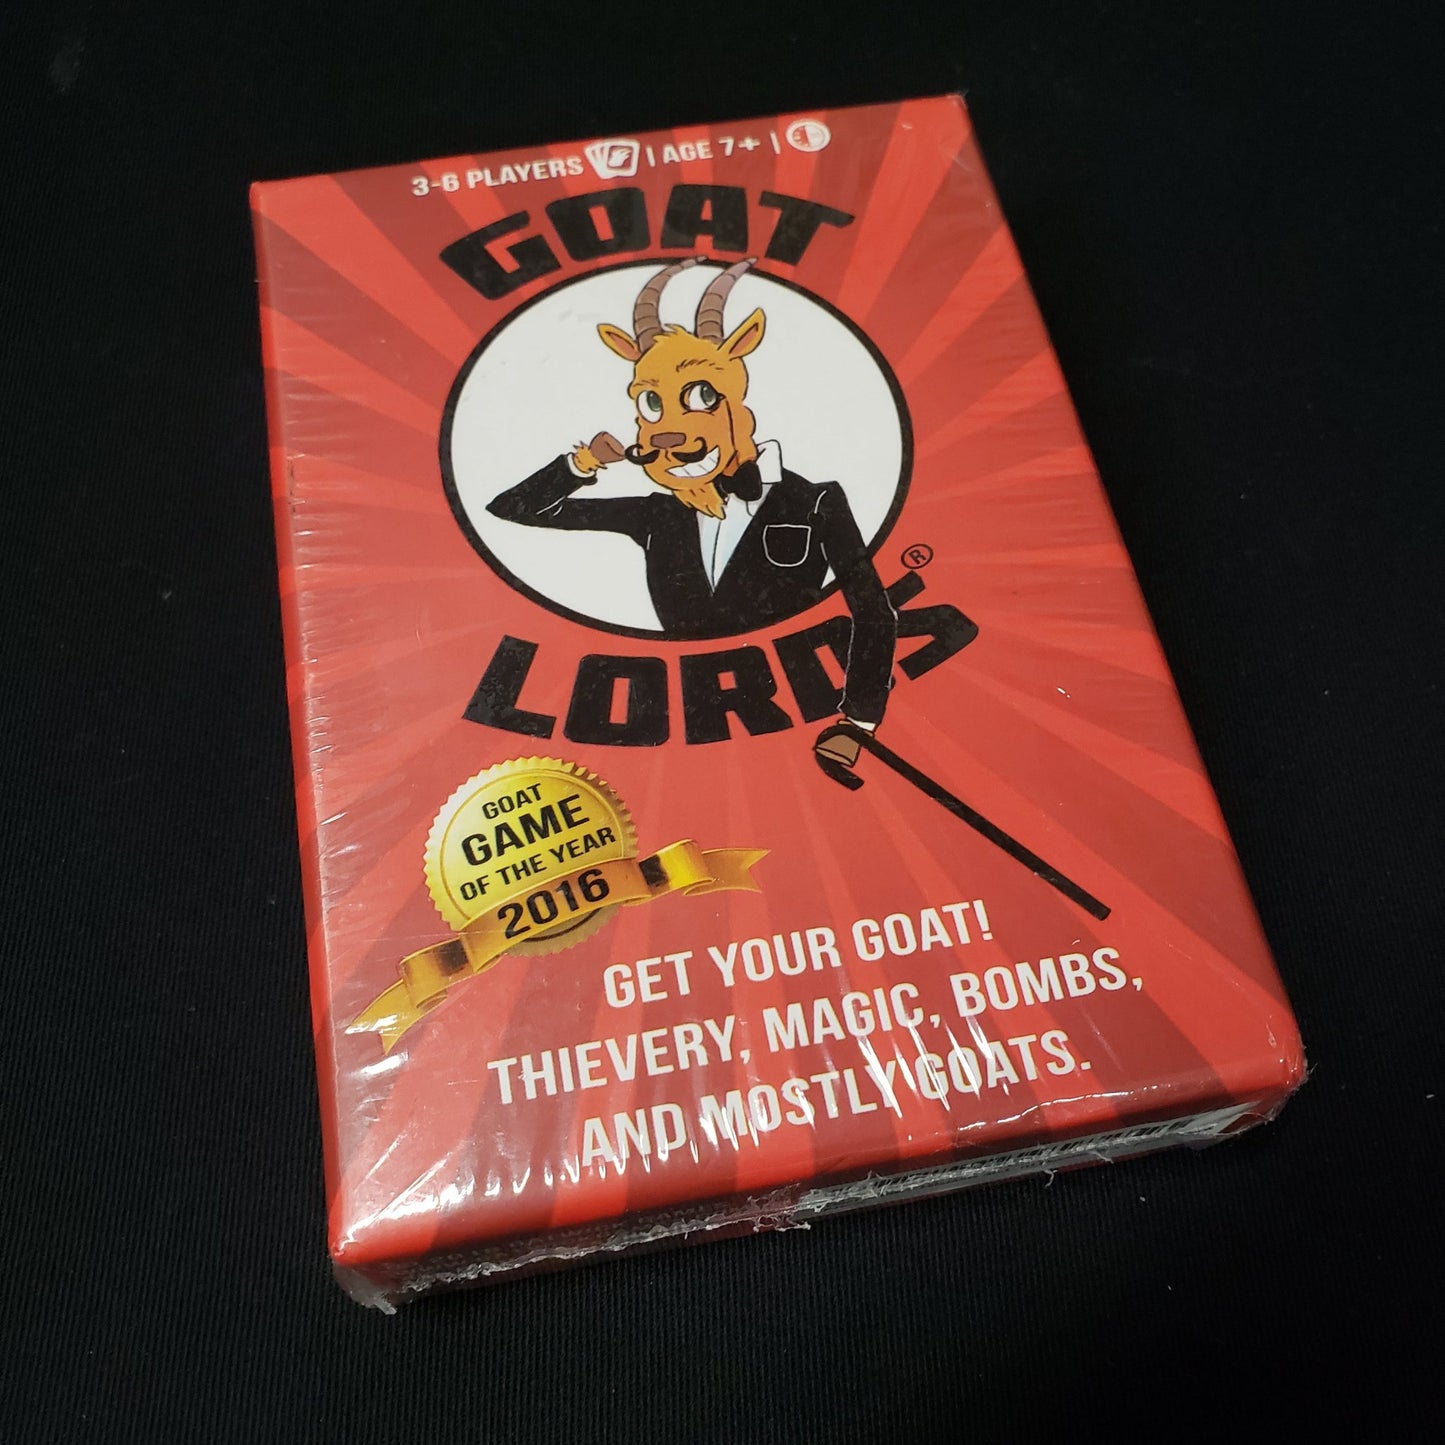 3-6 PLAYERS | AGE 7+ |
GOAT
LORDS®
GOAT
GAME
OF THE YEAR
2016
GET YOUR GOAT!
THIEVERY, MAGIC, BOMBS,
AND MOSTLY GOATS.